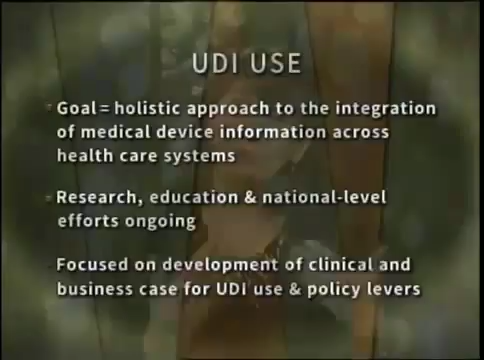 UDI USE
Goal = holistic approach to the integration
of medical device information across
health care systems
Research, education & national-level
efforts ongoing
Focused on development of clinical and
business case for UDI use & policy levers